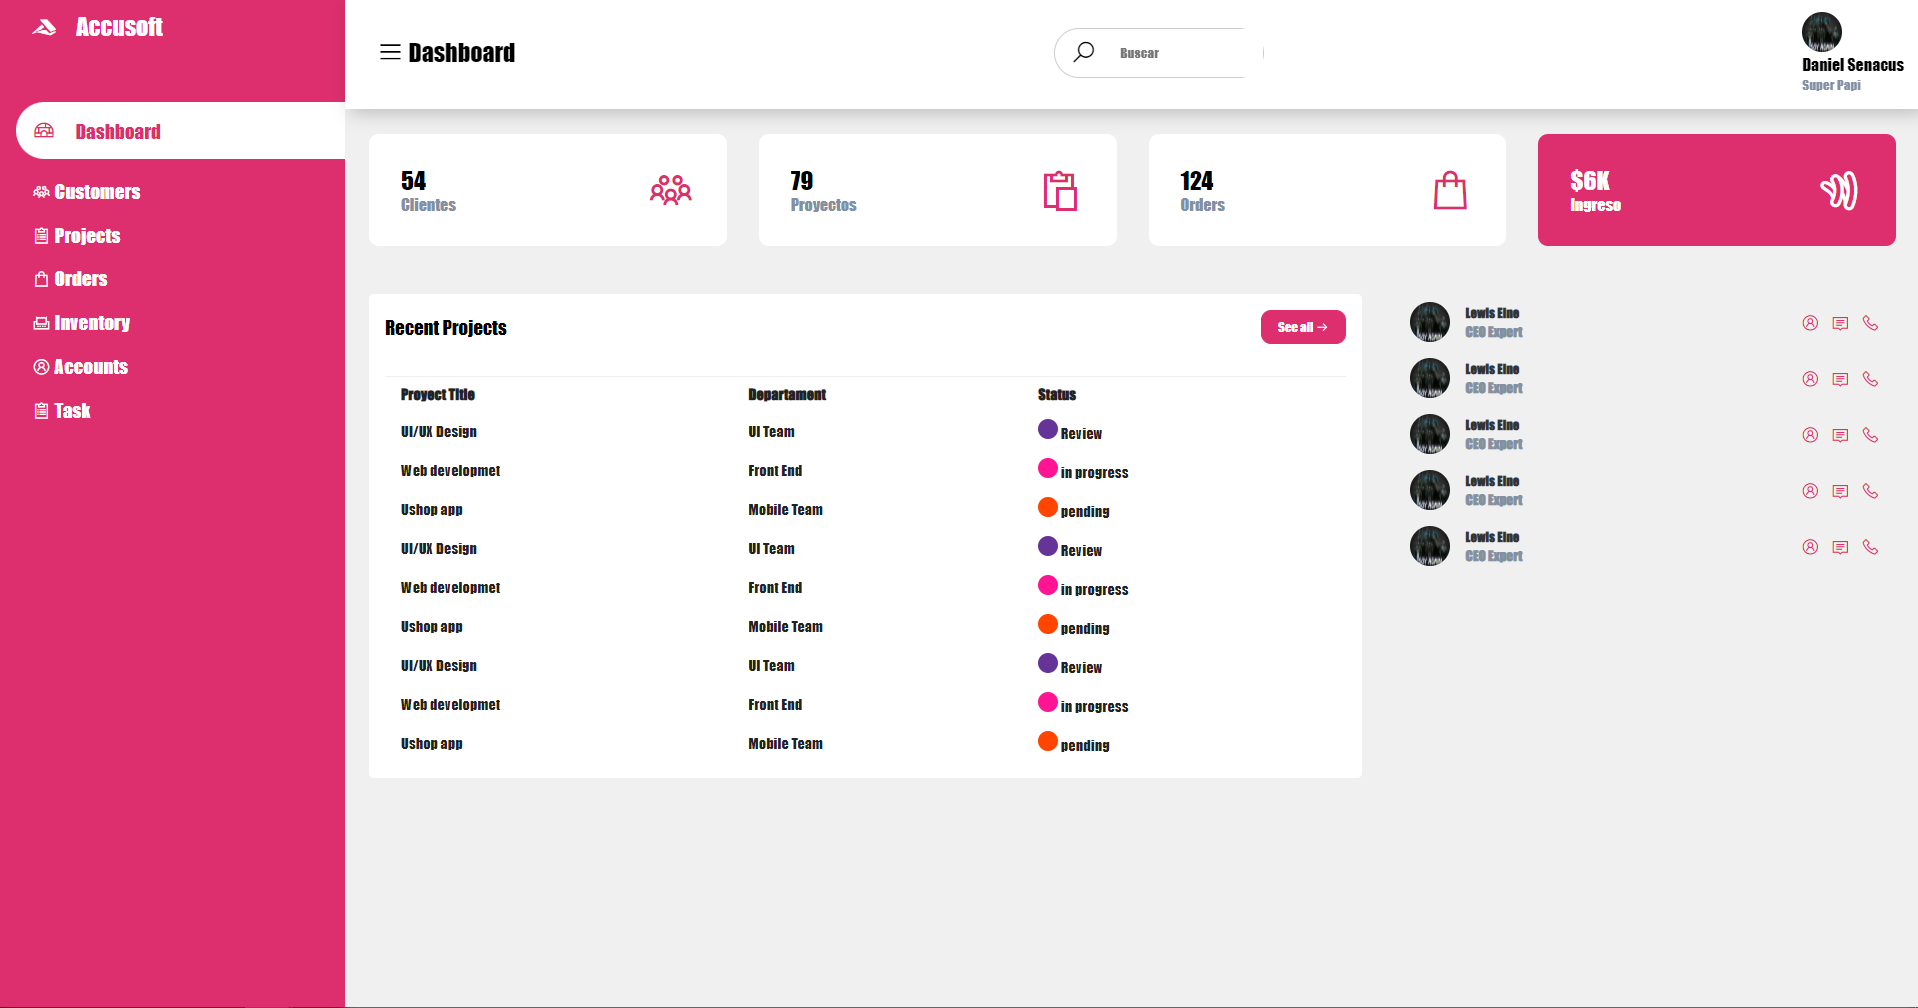 Accusoft
Dashboard
Customers
Projects
Orders
Inventory
Accounts
Task
Dashboard
Buscar
Daniel Senacus
Super Papi
54
Clientes
79
Proyectos
124
Orders
$6K
Ingreso
Recent Projects
See all
Proyect Title Departament Status
UI/UX Design UI Team Review
Web developmet Front End in progress
Ushop app Mobile Team pending
UI/UX Design UI Team Review
Web developmet Front End in progress
Ushop app Mobile Team pending
UI/UX Design UI Team Review
Web developmet Front End in progress
Ushop app Mobile Team pending
Lewis Eino
CEO Expert
Lewis Eino
CEO Expert
Lewis Eino
CEO Expert
Lewis Eino
CEO Expert
Lewis Eino
CEO Expert